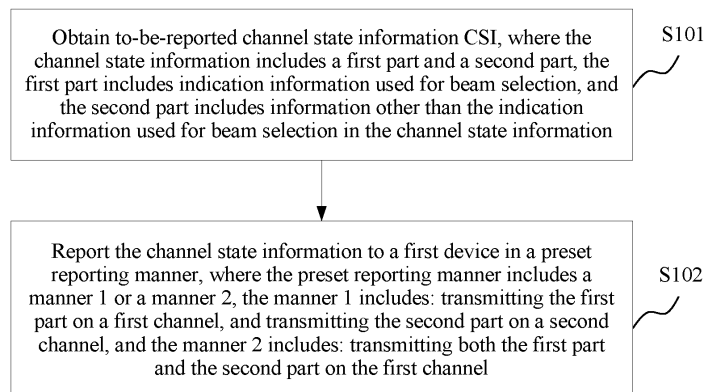 Obtain to-be-reported channel state information CSI, where the
channel state information includes a first part and a second part, the
first part includes indication information used for beam selection, and
the second part includes information other than the indication
information used for beam selection in the channel state information
S101
Report the channel state information to a first device in a preset
reporting manner, where the preset reporting manner includes a
manner 1 or a manner 2, the manner 1 includes: transmitting the first
part on a first channel, and transmitting the second part on a second
channel, and the manner 2 includes: transmitting both the first part
and the second part on the first channel
S102